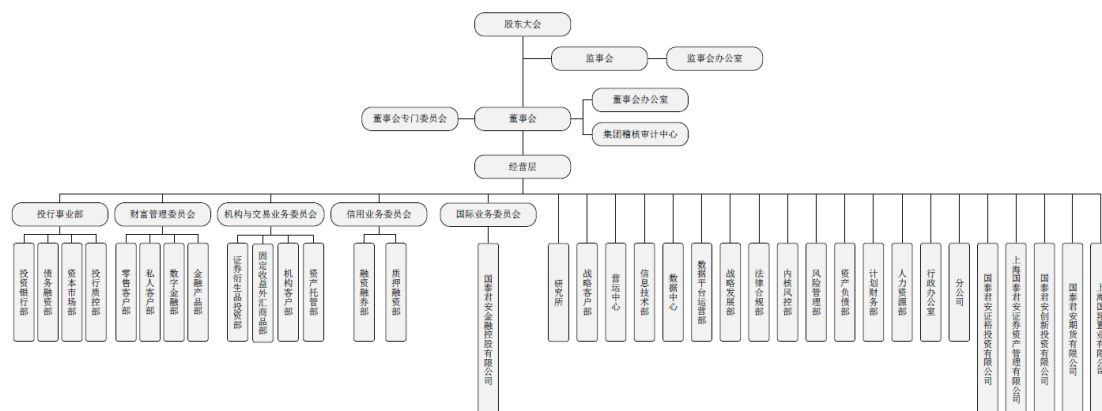 股东大会
监事会
监事会办公室
董事会办公室
董事会专门委员会
董事会
集团稽核审计中心
经营层
投行事业部
财富管理委员会
机构与交易业务委员会
信用业务委员会
国际业务委员会
投资银行部
债务融资部
资本市场部
投行质控部
零售客户部
私人客户部
数字金融部
金融产品部
证券衍生品投资部
固定收益外汇商品部
机构客户部
资产托管部
融资融券部
质押融资部
国泰君安金融控股有限公司
研究所
战略客户部
营运中心
信息技术部
数据中心
数据平台运营部
战略发展部
法律合规部
内核风控部
风险管理部
资产负债部
计划财务部
人力资源部
行政办公室
分公司
国泰君安证裕投资有限公司
上海国泰君安证券资产管理有限公司
国泰君安创新投资有限公司
国泰君安期货有限公司
上海国翔置业有限公司